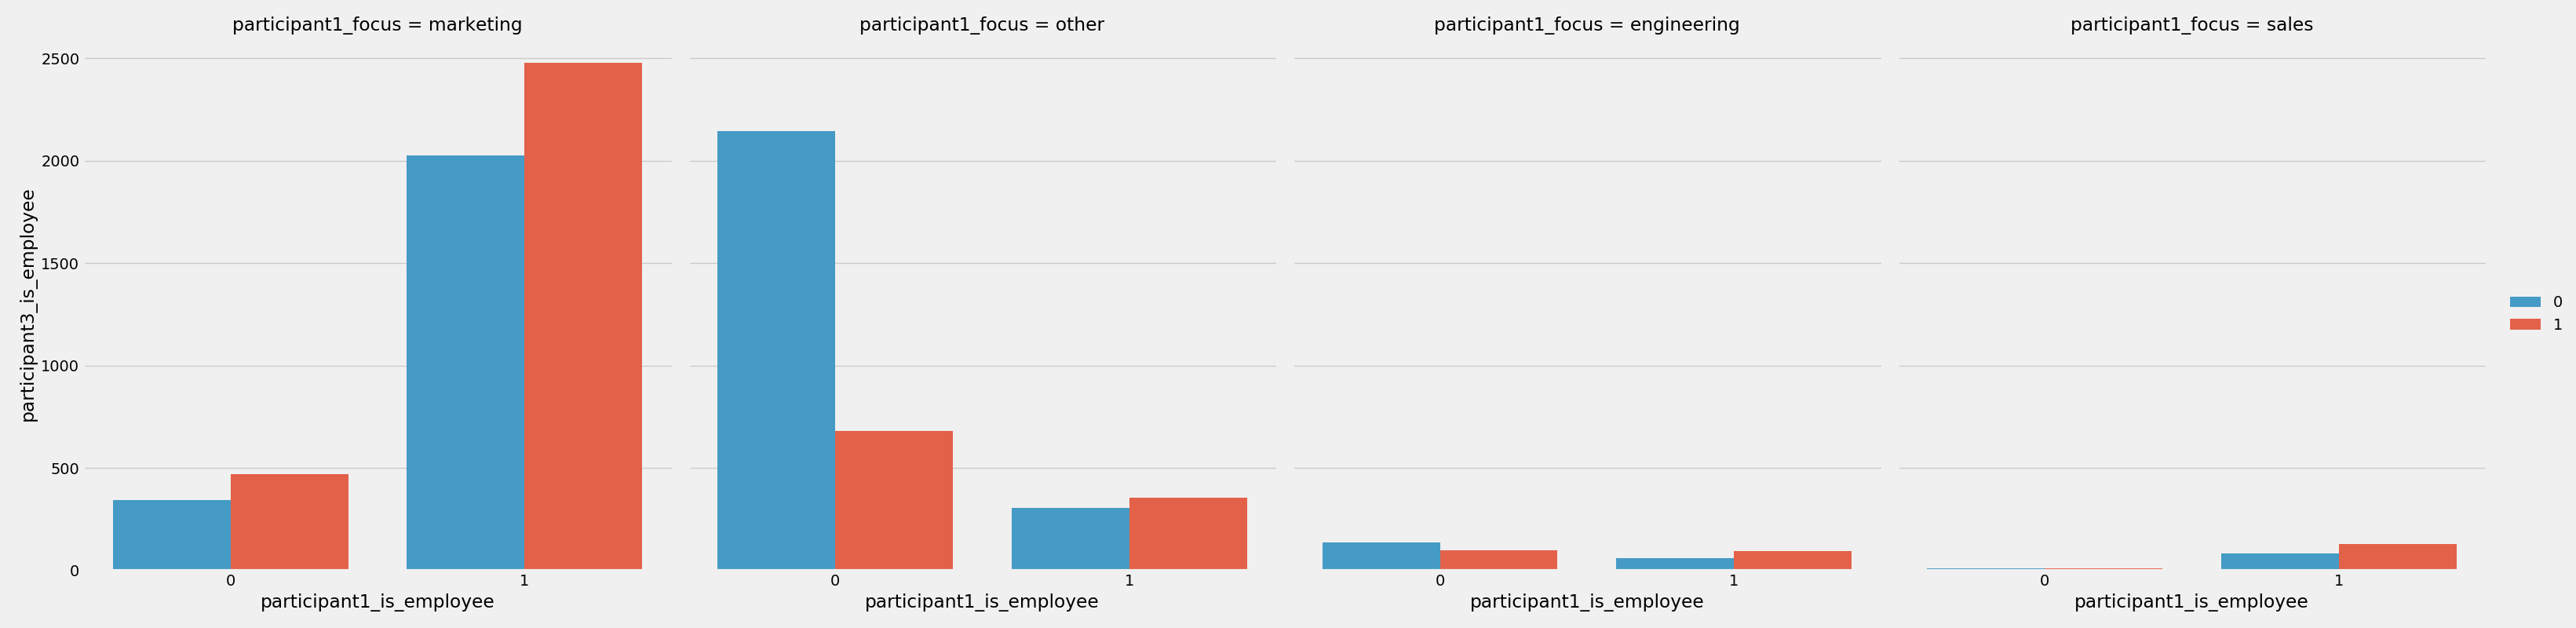 participant1_focus = marketing
participant1_focus = other
participant1_focus = engineering
participant1_focus = sales
participant3_is_employee
2500
2000
1500
1000
500
0
0 1
0 1
0 1
0 1
participant1_is_employee
participant1_is_employee
participant1_is_employee
participant1_is_employee
0
1